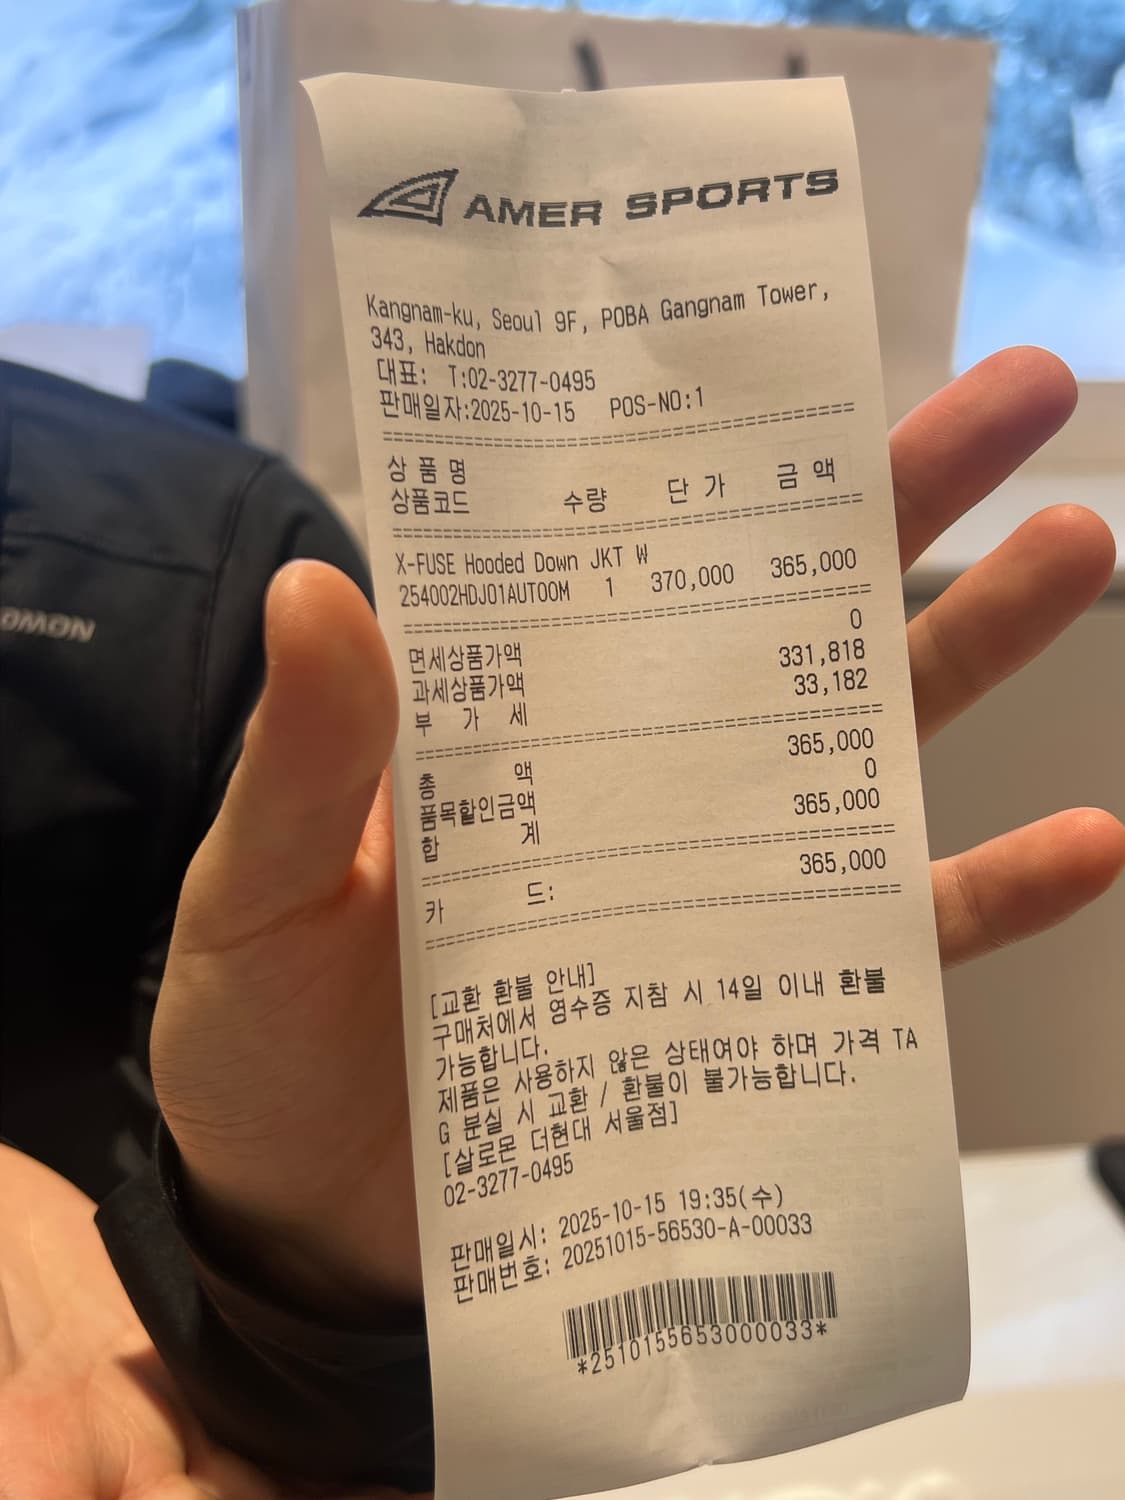 AMER SPORTS
Kangnam-ku, Seoul 9F, POBA Gangnam Tower,
343, Hakdon
대표: T:02-3277-0495
판매일자:2025-10-15 POS-NO:1
상 품 명
상품코드 수량 단 가 금 액
X-FUSE Hooded Down JKT W
254002HDJ01AUTOOM 1 370,000 365,000
면세상품가액 0
과세상품가액 331,818
부 가 세 33,182
총 액 365,000
품목할인금액 0
합 계 365,000
카 드: 365,000
[교환 환불 안내]
구매처에서 영수증 지참 시 14일 이내 환불
가능합니다.
제품은 사용하지 않은 상태여야 하며 가격 TA
G 분실 시 교환 / 환불이 불가능합니다.
[살로몬 더현대 서울점]
02-3277-0495
판매일시: 2025-10-15 19:35(수)
판매번호: 20251015-56530-A-00033
*2510155653000033*